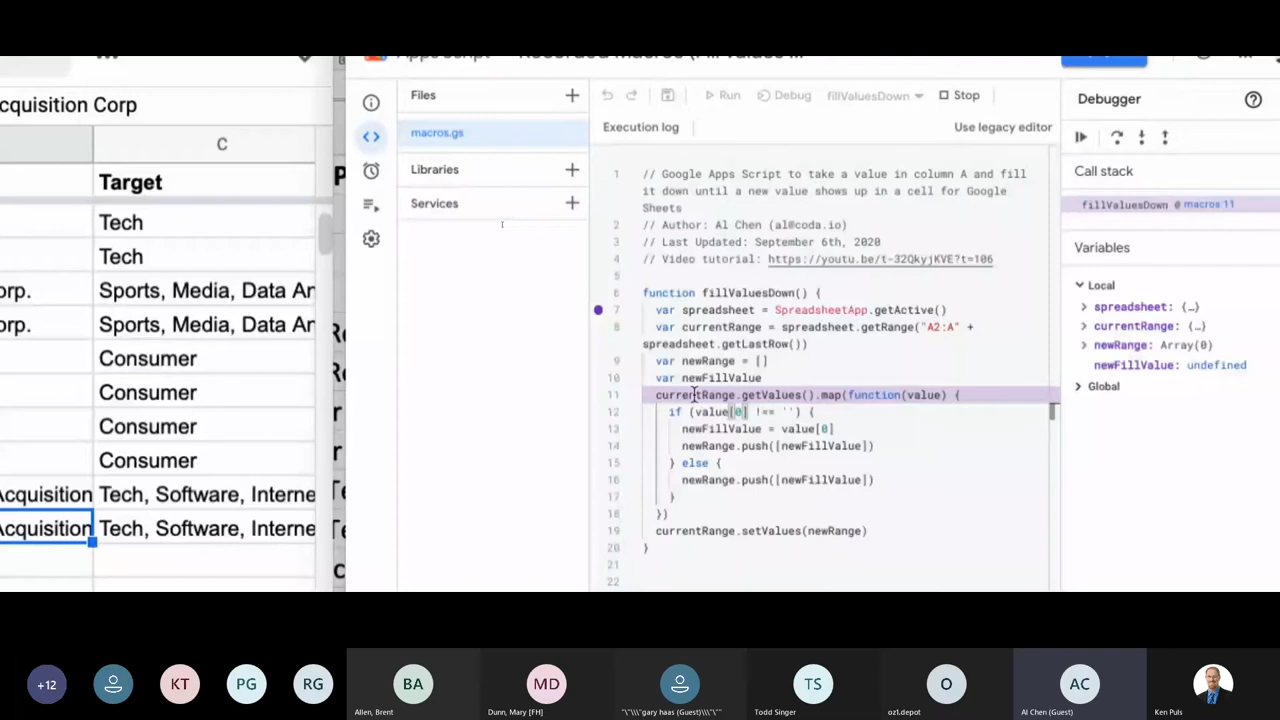 cquisition Corp
C
Target
Tech
Tech
orp.
Sports, Media, Data An
orp.
Sports, Media, Data An
Consumer
Consumer
Consumer
Consumer
Acquisition
Tech, Software, Interne
Acquisition
Tech, Software, Interne
Files
macros.gs
Libraries
Services
Run
Debug
fillValuesDown
Stop
Execution log
Use legacy editor
1 // Google Apps Script to take a value in column A and fill
it down until a new value shows up in a cell for Google
Sheets
2 // Author: Al Chen (al@coda.io)
3 // Last Updated: September 6th, 2020
4 // Video tutorial: https://youtu.be/t-32QkyjKVE?t=106
5
6 function fillValuesDown() {
7 var spreadsheet = SpreadsheetApp.getActive()
8 var currentRange = spreadsheet.getRange("A2:A" +
spreadsheet.getLastRow())
9 var newRange = []
10 var newFillValue
11 currentRange.getValues().map(function(value) {
12 if (value[0] !== '') {
13 newFillValue = value[0]
14 newRange.push([newFillValue])
15 } else {
16 newRange.push([newFillValue])
17 }
18 })
19 currentRange.setValues(newRange)
20 }
21
22
Debugger
Call stack
fillValuesDown @ macros:11
Variables
Local
spreadsheet: {…}
currentRange: {…}
newRange: Array(0)
newFillValue: undefined
Global
+12
KT
PG
RG
BA
Allen, Brent
MD
Dunn, Mary [FH]
"\"\\\"gary haas (Guest)\\\"\""
TS
Todd Singer
O
oz1.depot
AC
Al Chen (Guest)
Ken Puls